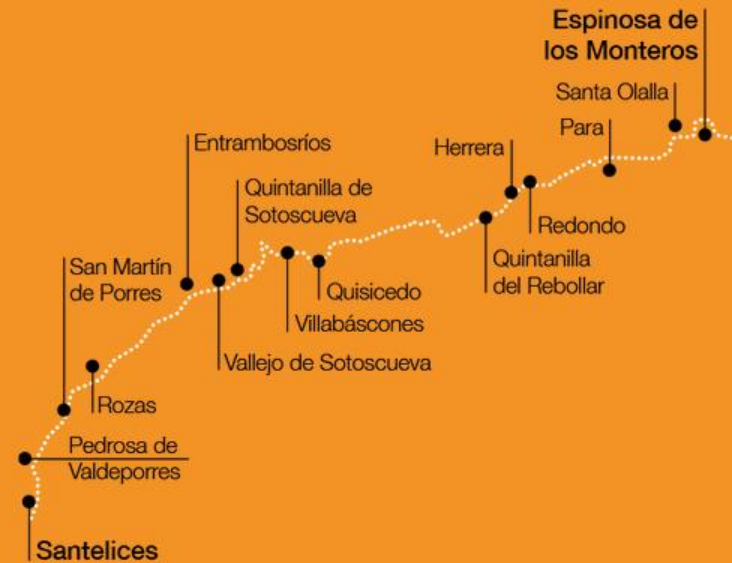 Espinosa de
los Monteros
Santa Olalla
Para
Herrera
Entrambosríos
Quintanilla de
Sotoscueva
Redondo
Quintanilla
del Rebollar
San Martín
de Porres
Quisicedo
Villabáscones
Vallejo de Sotoscueva
Rozas
Pedrosa de
Valdeporres
Santelices